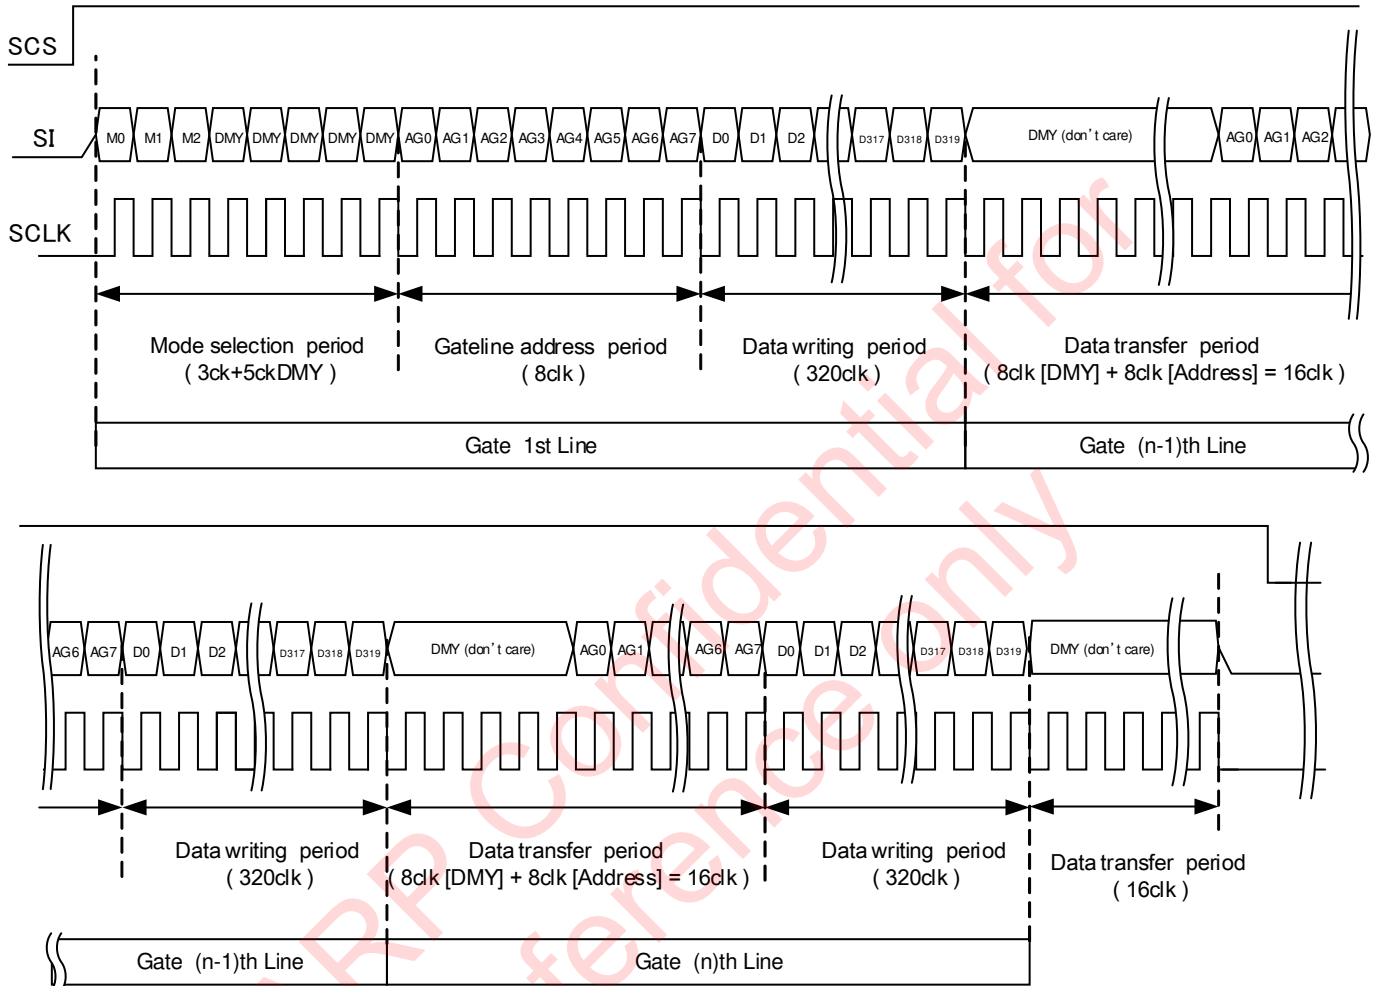 SCS
SI
M0 M1 M2 DMY DMY DMY DMY DMY AG0 AG1 AG2 AG3 AG4 AG5 AG6 AG7 D0 D1 D2 D317 D318 D319 DMY (don't care) AG0 AG1 AG2
SCLK
Mode selection period Gateline address period Data writing period Data transfer period
( 3ck+5ckDMY ) ( 8clk ) ( 320clk ) ( 8clk [DMY] + 8clk [Address] = 16clk )
Gate 1st Line Gate (n-1)th Line
AG6 AG7 D0 D1 D2 D317 D318 D319 DMY (don't care) AG0 AG1 AG6 AG7 D0 D1 D2 D317 D318 D319 DMY (don't care)
Data writing period Data transfer period Data writing period Data transfer period
( 320clk ) ( 8clk [DMY] + 8clk [Address] = 16clk ) ( 320clk ) ( 16clk )
Gate (n-1)th Line Gate (n)th Line
RP Confidential for
ference only